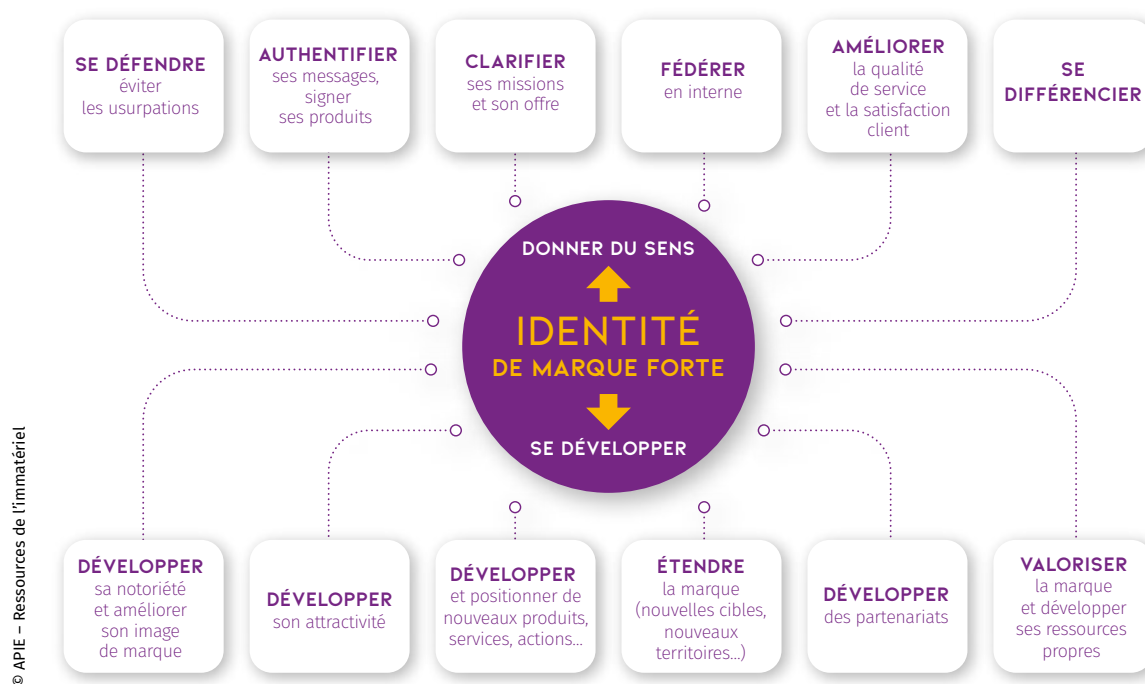 SE DÉFENDRE
éviter
les usurpations
AUTHENTIFIER
ses messages,
signer
ses produits
CLARIFIER
ses missions
et son offre
FÉDÉRER
en interne
AMÉLIORER
la qualité
de service
et la satisfaction
client
SE
DIFFÉRENCIER
DONNER DU SENS
IDENTITÉ
DE MARQUE FORTE
SE DÉVELOPPER
DÉVELOPPER
sa notoriété
et améliorer
son image
de marque
DÉVELOPPER
son attractivité
DÉVELOPPER
et positionner de
nouveaux produits,
services, actions...
ÉTENDRE
la marque
(nouvelles cibles,
nouveaux
territoires...)
DÉVELOPPER
des partenariats
VALORISER
la marque
et développer
ses ressources
propres
© APIE – Ressources de l'immatériel